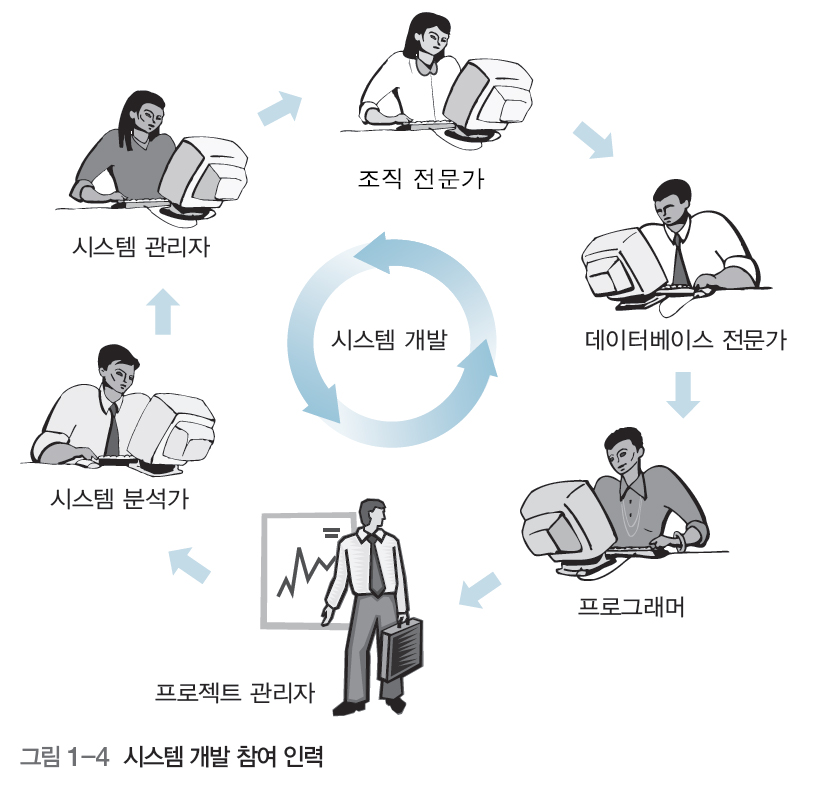 조직 전문가
시스템 관리자
데이터베이스 전문가
시스템 개발
시스템 분석가
프로그래머
프로젝트 관리자
그림 1-4 시스템 개발 참여 인력